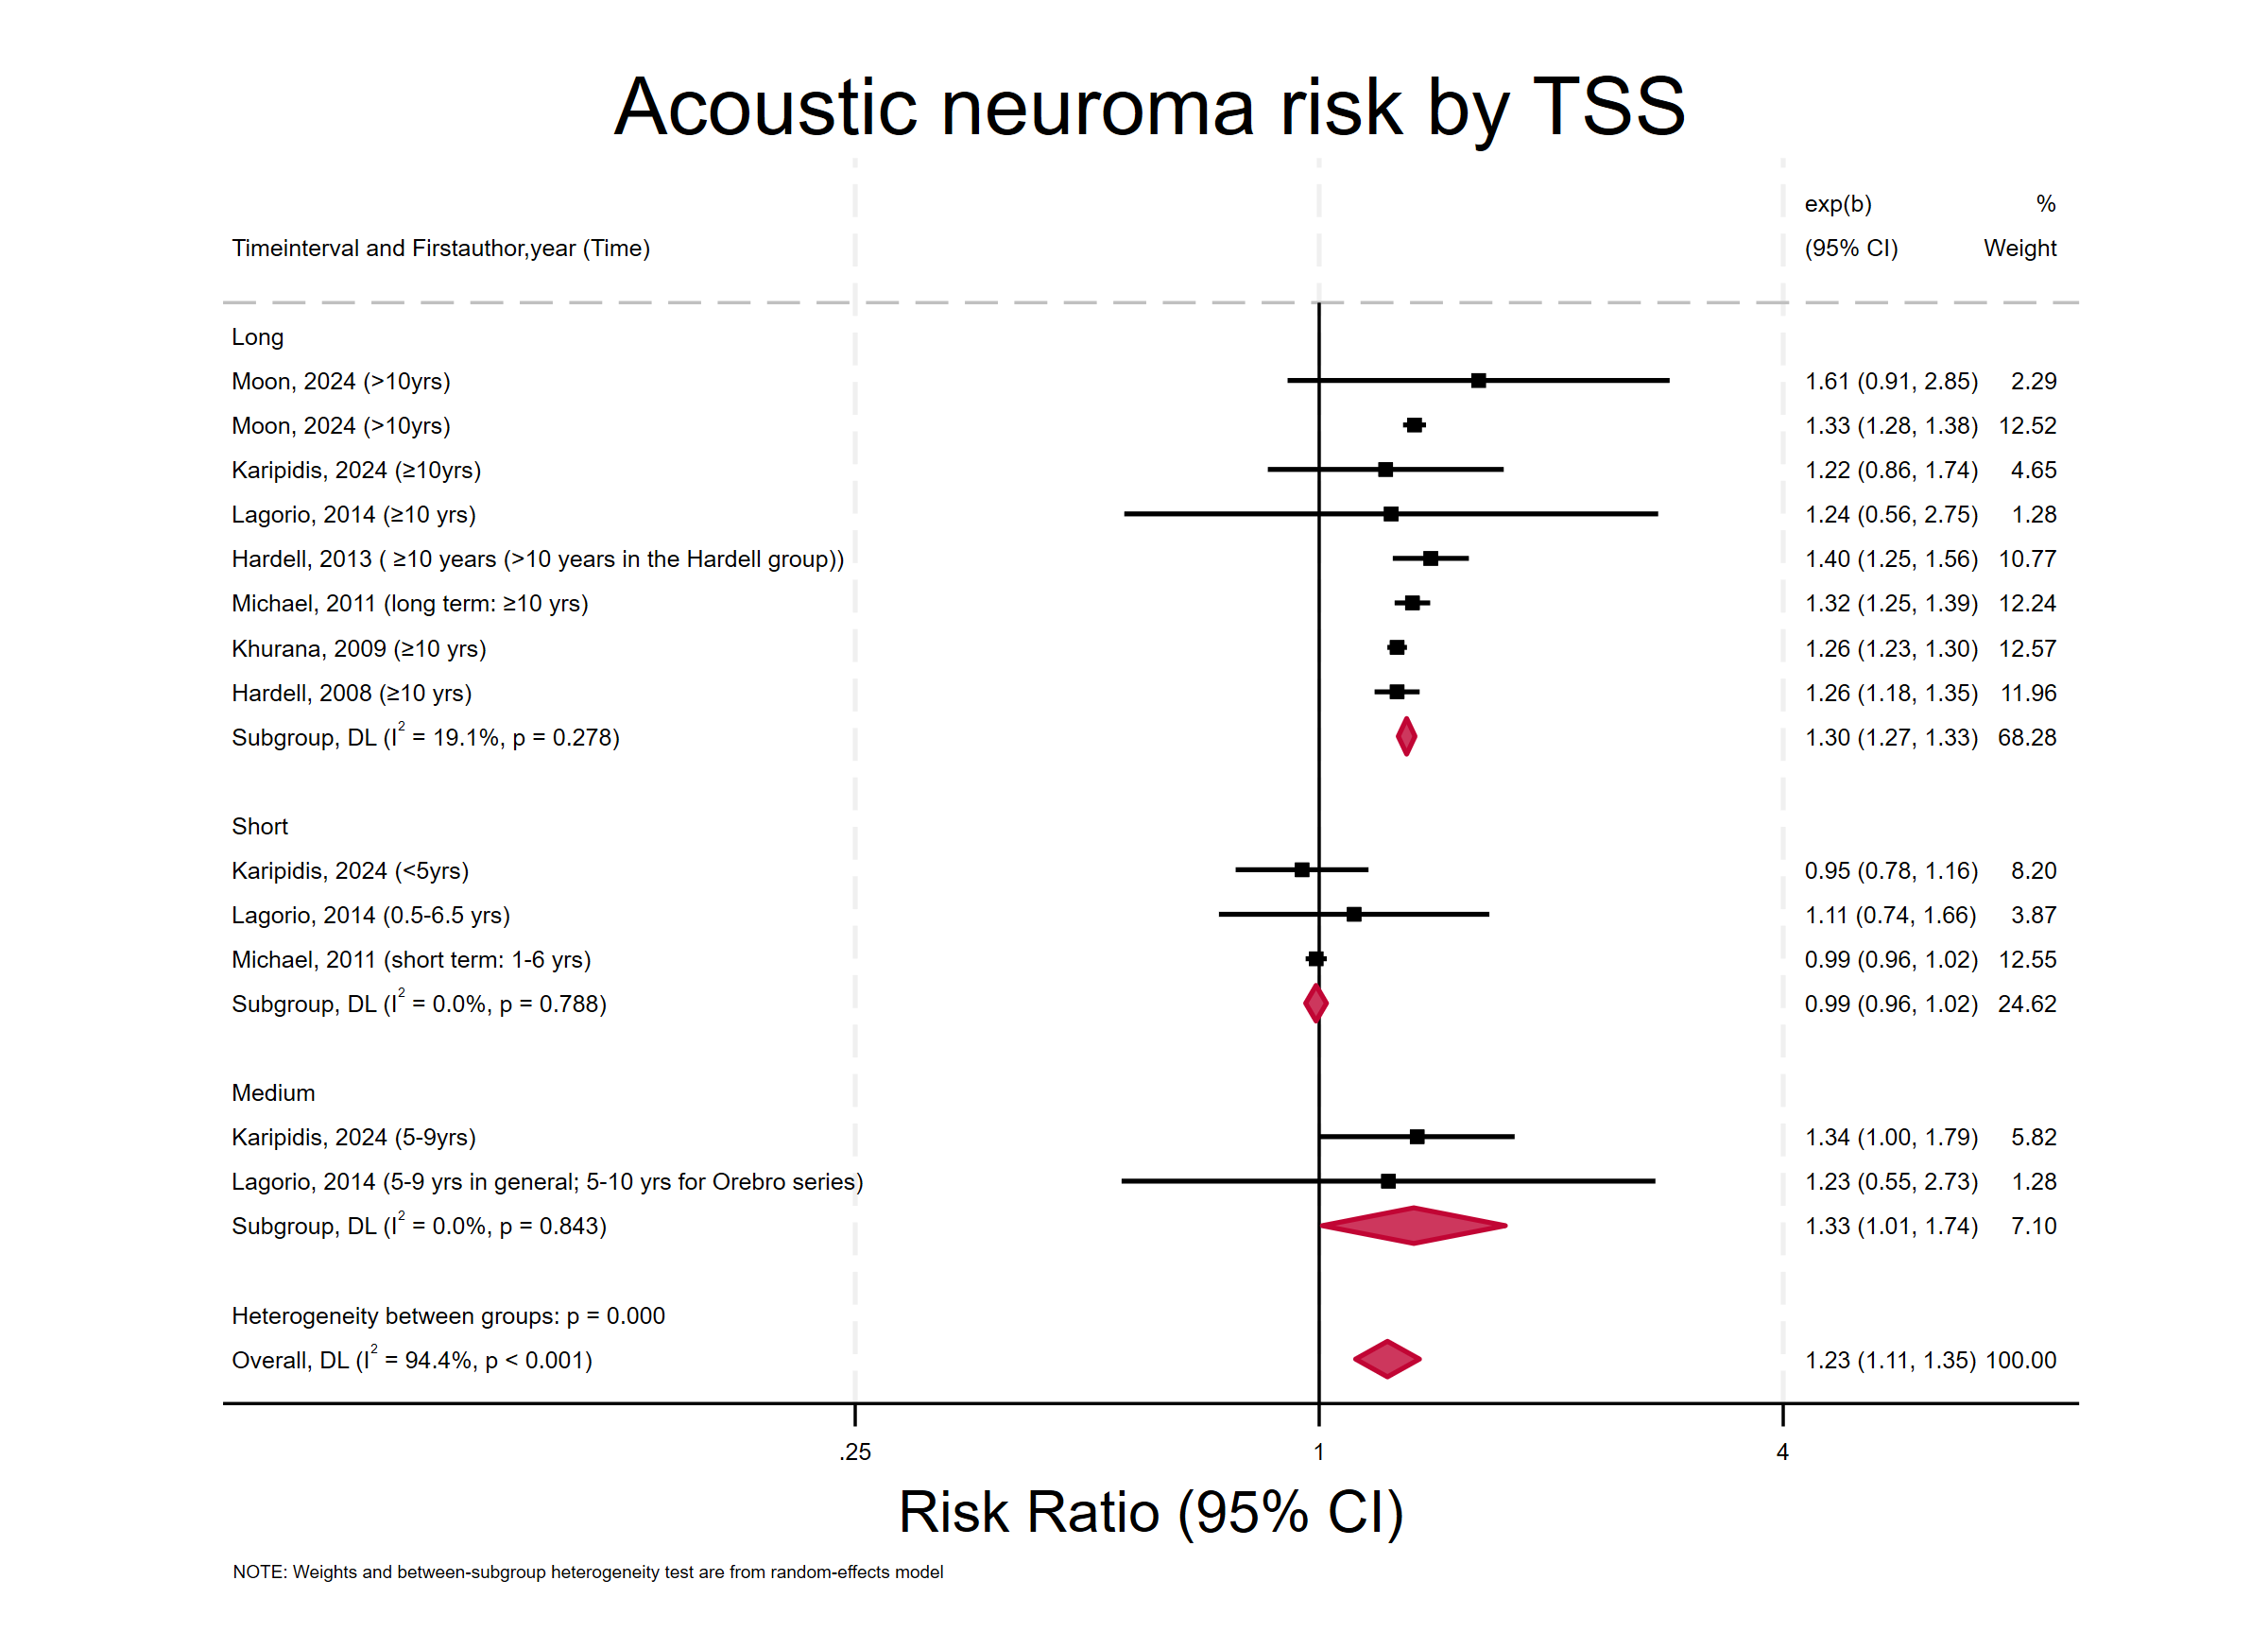 Acoustic neuroma risk by TSS
exp(b) %
Timeinterval and Firstauthor,year (Time) (95% CI) Weight
Long
Moon, 2024 (>10yrs) 1.61 (0.91, 2.85) 2.29
Moon, 2024 (>10yrs) 1.33 (1.28, 1.38) 12.52
Karipidis, 2024 (≥10yrs) 1.22 (0.86, 1.74) 4.65
Lagorio, 2014 (≥10 yrs) 1.24 (0.56, 2.75) 1.28
Hardell, 2013 ( ≥10 years (>10 years in the Hardell group)) 1.40 (1.25, 1.56) 10.77
Michael, 2011 (long term: ≥10 yrs) 1.32 (1.25, 1.39) 12.24
Khurana, 2009 (≥10 yrs) 1.26 (1.23, 1.30) 12.57
Hardell, 2008 (≥10 yrs) 1.26 (1.18, 1.35) 11.96
Subgroup, DL (I² = 19.1%, p = 0.278) 1.30 (1.27, 1.33) 68.28
Short
Karipidis, 2024 (<5yrs) 0.95 (0.78, 1.16) 8.20
Lagorio, 2014 (0.5-6.5 yrs) 1.11 (0.74, 1.66) 3.87
Michael, 2011 (short term: 1-6 yrs) 0.99 (0.96, 1.02) 12.55
Subgroup, DL (I² = 0.0%, p = 0.788) 0.99 (0.96, 1.02) 24.62
Medium
Karipidis, 2024 (5-9yrs) 1.34 (1.00, 1.79) 5.82
Lagorio, 2014 (5-9 yrs in general; 5-10 yrs for Orebro series) 1.23 (0.55, 2.73) 1.28
Subgroup, DL (I² = 0.0%, p = 0.843) 1.33 (1.01, 1.74) 7.10
Heterogeneity between groups: p = 0.000
Overall, DL (I² = 94.4%, p < 0.001) 1.23 (1.11, 1.35) 100.00
.25 1 4
Risk Ratio (95% CI)
NOTE: Weights and between-subgroup heterogeneity test are from random-effects model